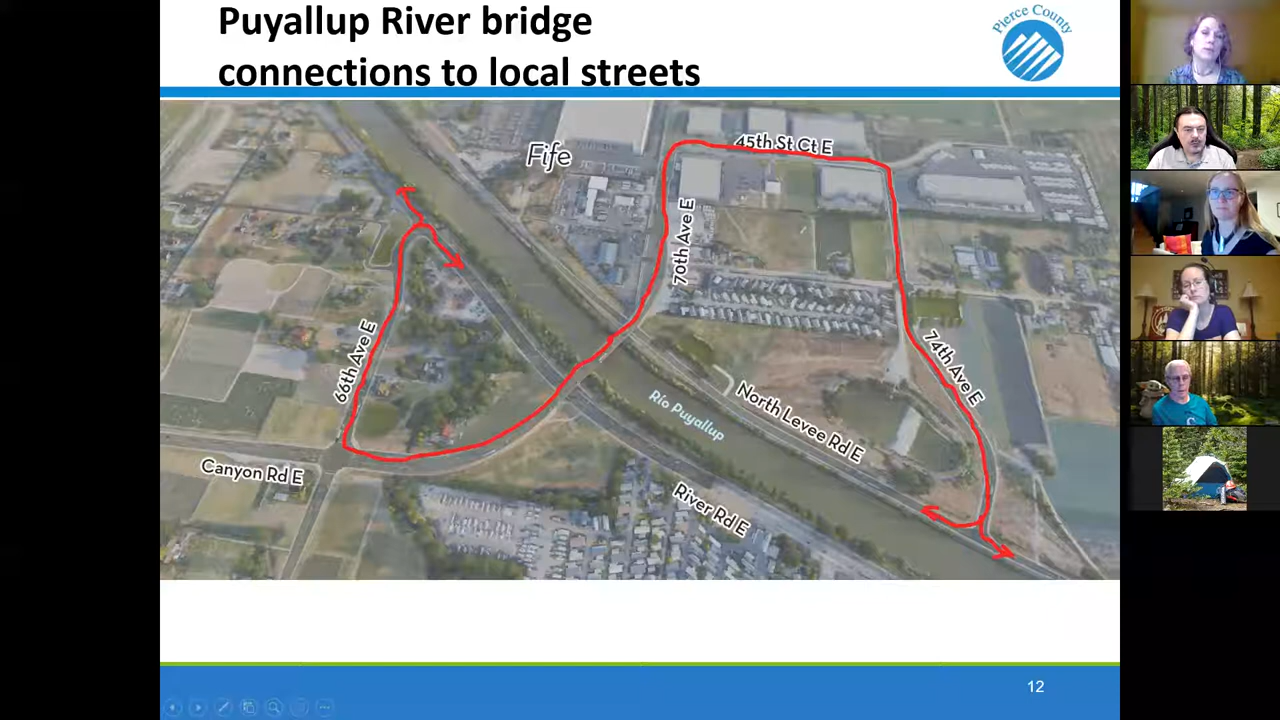 Puyallup River bridge
connections to local streets
Pierce County
Fife
45th St Ct E
70th Ave E
66th Ave E
74th Ave E
North Levee Rd E
Rio Puyallup
Canyon Rd E
River Rd E
12